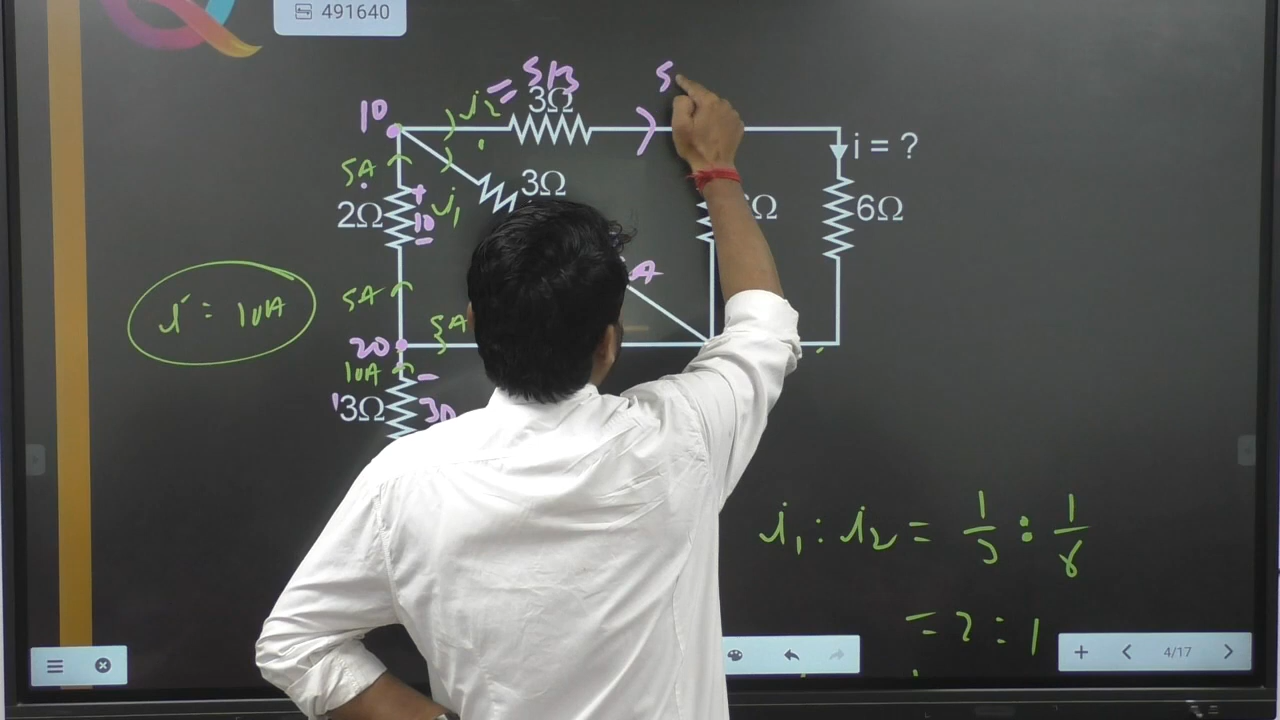 491640
= 5/3
5
10
i₂
3Ω
i = ?
5A
3Ω
+
2Ω
10
i₁
6Ω
-
A
i = 10A
5A
5A
20
10A
-
3Ω
30
i₁ : i₂ = 1/3 : 1/6
= 2 : 1
4/17